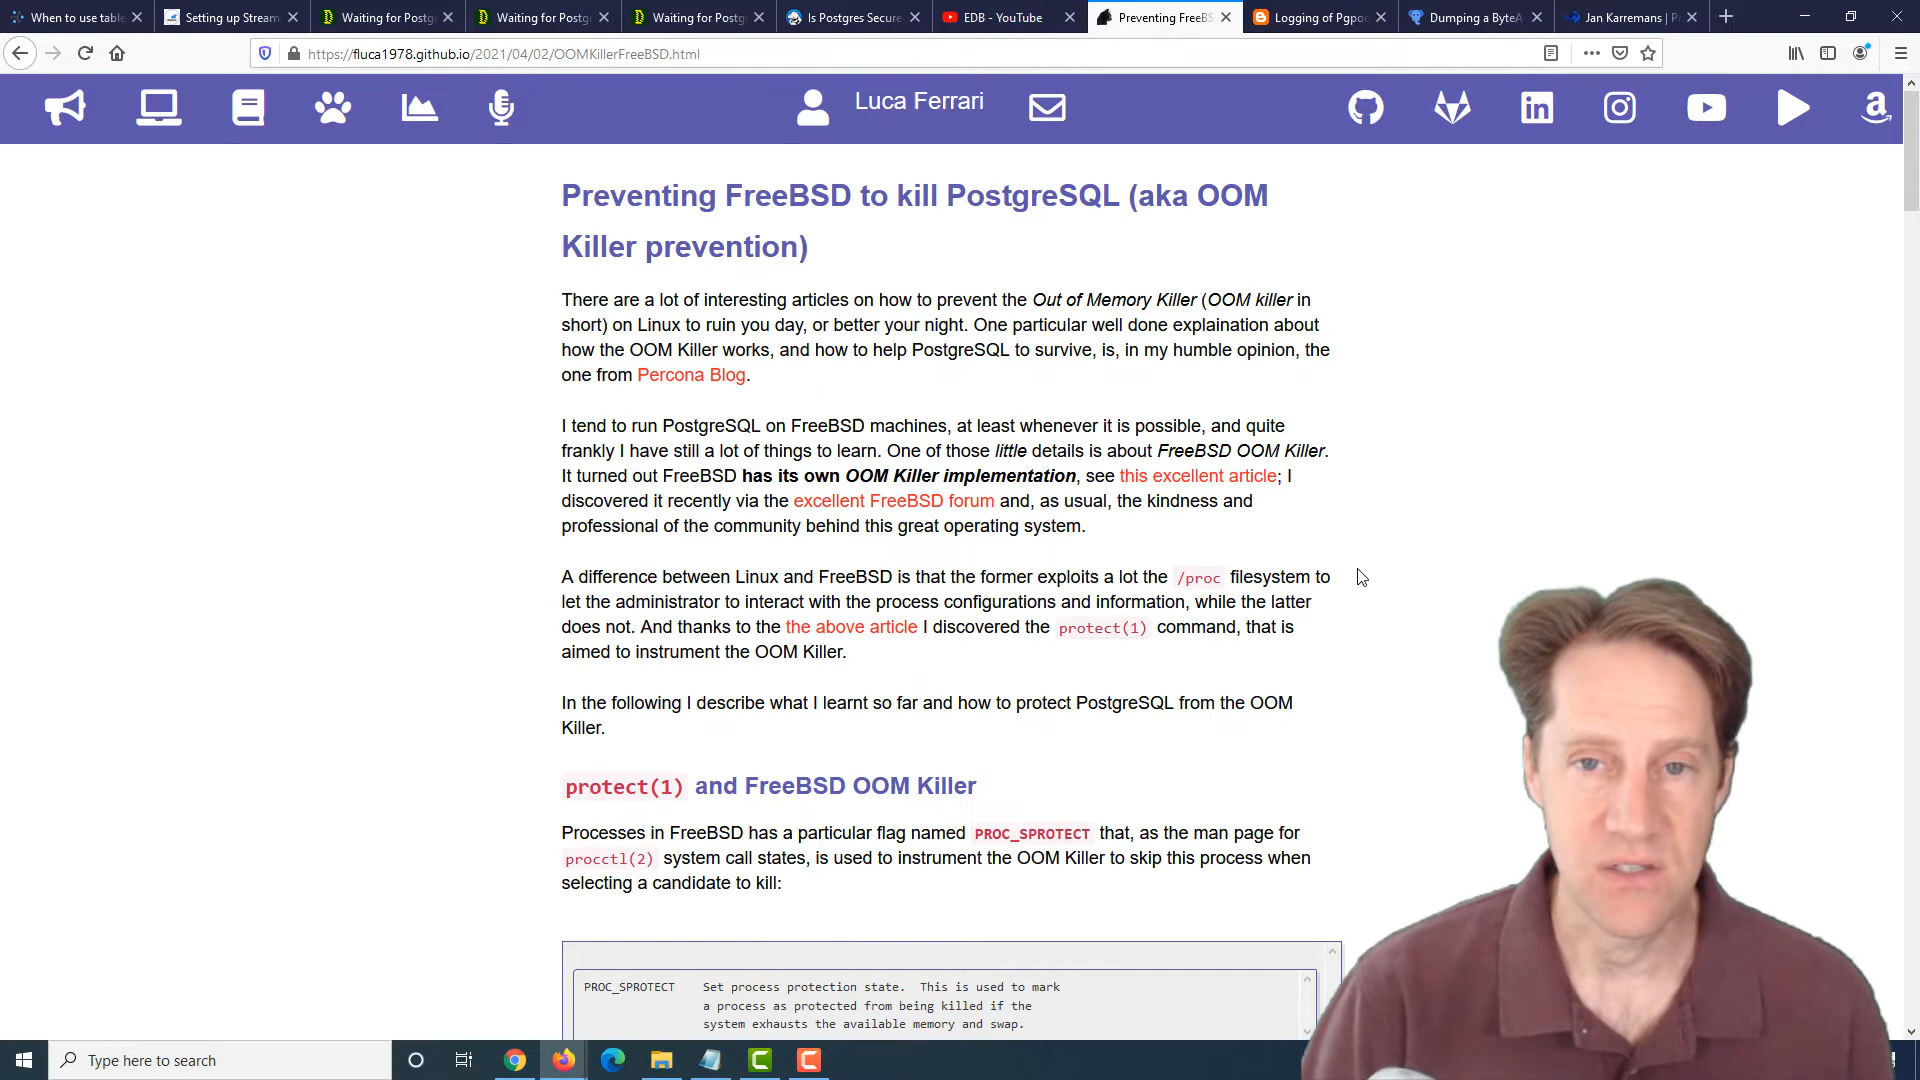 When to use table
Setting up Stream
Waiting for Postg
Waiting for Postg
Waiting for Postg
Is Postgres Secure
EDB - YouTube
Preventing FreeBS
Logging of Pgpoo
Dumping a ByteA
Jan Karremans | P
https://fluca1978.github.io/2021/04/02/OOMKillerFreeBSD.html
Luca Ferrari
Preventing FreeBSD to kill PostgreSQL (aka OOM
Killer prevention)
There are a lot of interesting articles on how to prevent the Out of Memory Killer (OOM killer in
short) on Linux to ruin you day, or better your night. One particular well done explaination about
how the OOM Killer works, and how to help PostgreSQL to survive, is, in my humble opinion, the
one from Percona Blog.
I tend to run PostgreSQL on FreeBSD machines, at least whenever it is possible, and quite
frankly I have still a lot of things to learn. One of those little details is about FreeBSD OOM Killer.
It turned out FreeBSD has its own OOM Killer implementation, see this excellent article; I
discovered it recently via the excellent FreeBSD forum and, as usual, the kindness and
professional of the community behind this great operating system.
A difference between Linux and FreeBSD is that the former exploits a lot the /proc filesystem to
let the administrator to interact with the process configurations and information, while the latter
does not. And thanks to the the above article I discovered the protect(1) command, that is
aimed to instrument the OOM Killer.
In the following I describe what I learnt so far and how to protect PostgreSQL from the OOM
Killer.
protect(1) and FreeBSD OOM Killer
Processes in FreeBSD has a particular flag named PROC_SPROTECT that, as the man page for
procctl(2) system call states, is used to instrument the OOM Killer to skip this process when
selecting a candidate to kill:
PROC_SPROTECT Set process protection state. This is used to mark
a process as protected from being killed if the
system exhausts the available memory and swap.
Type here to search